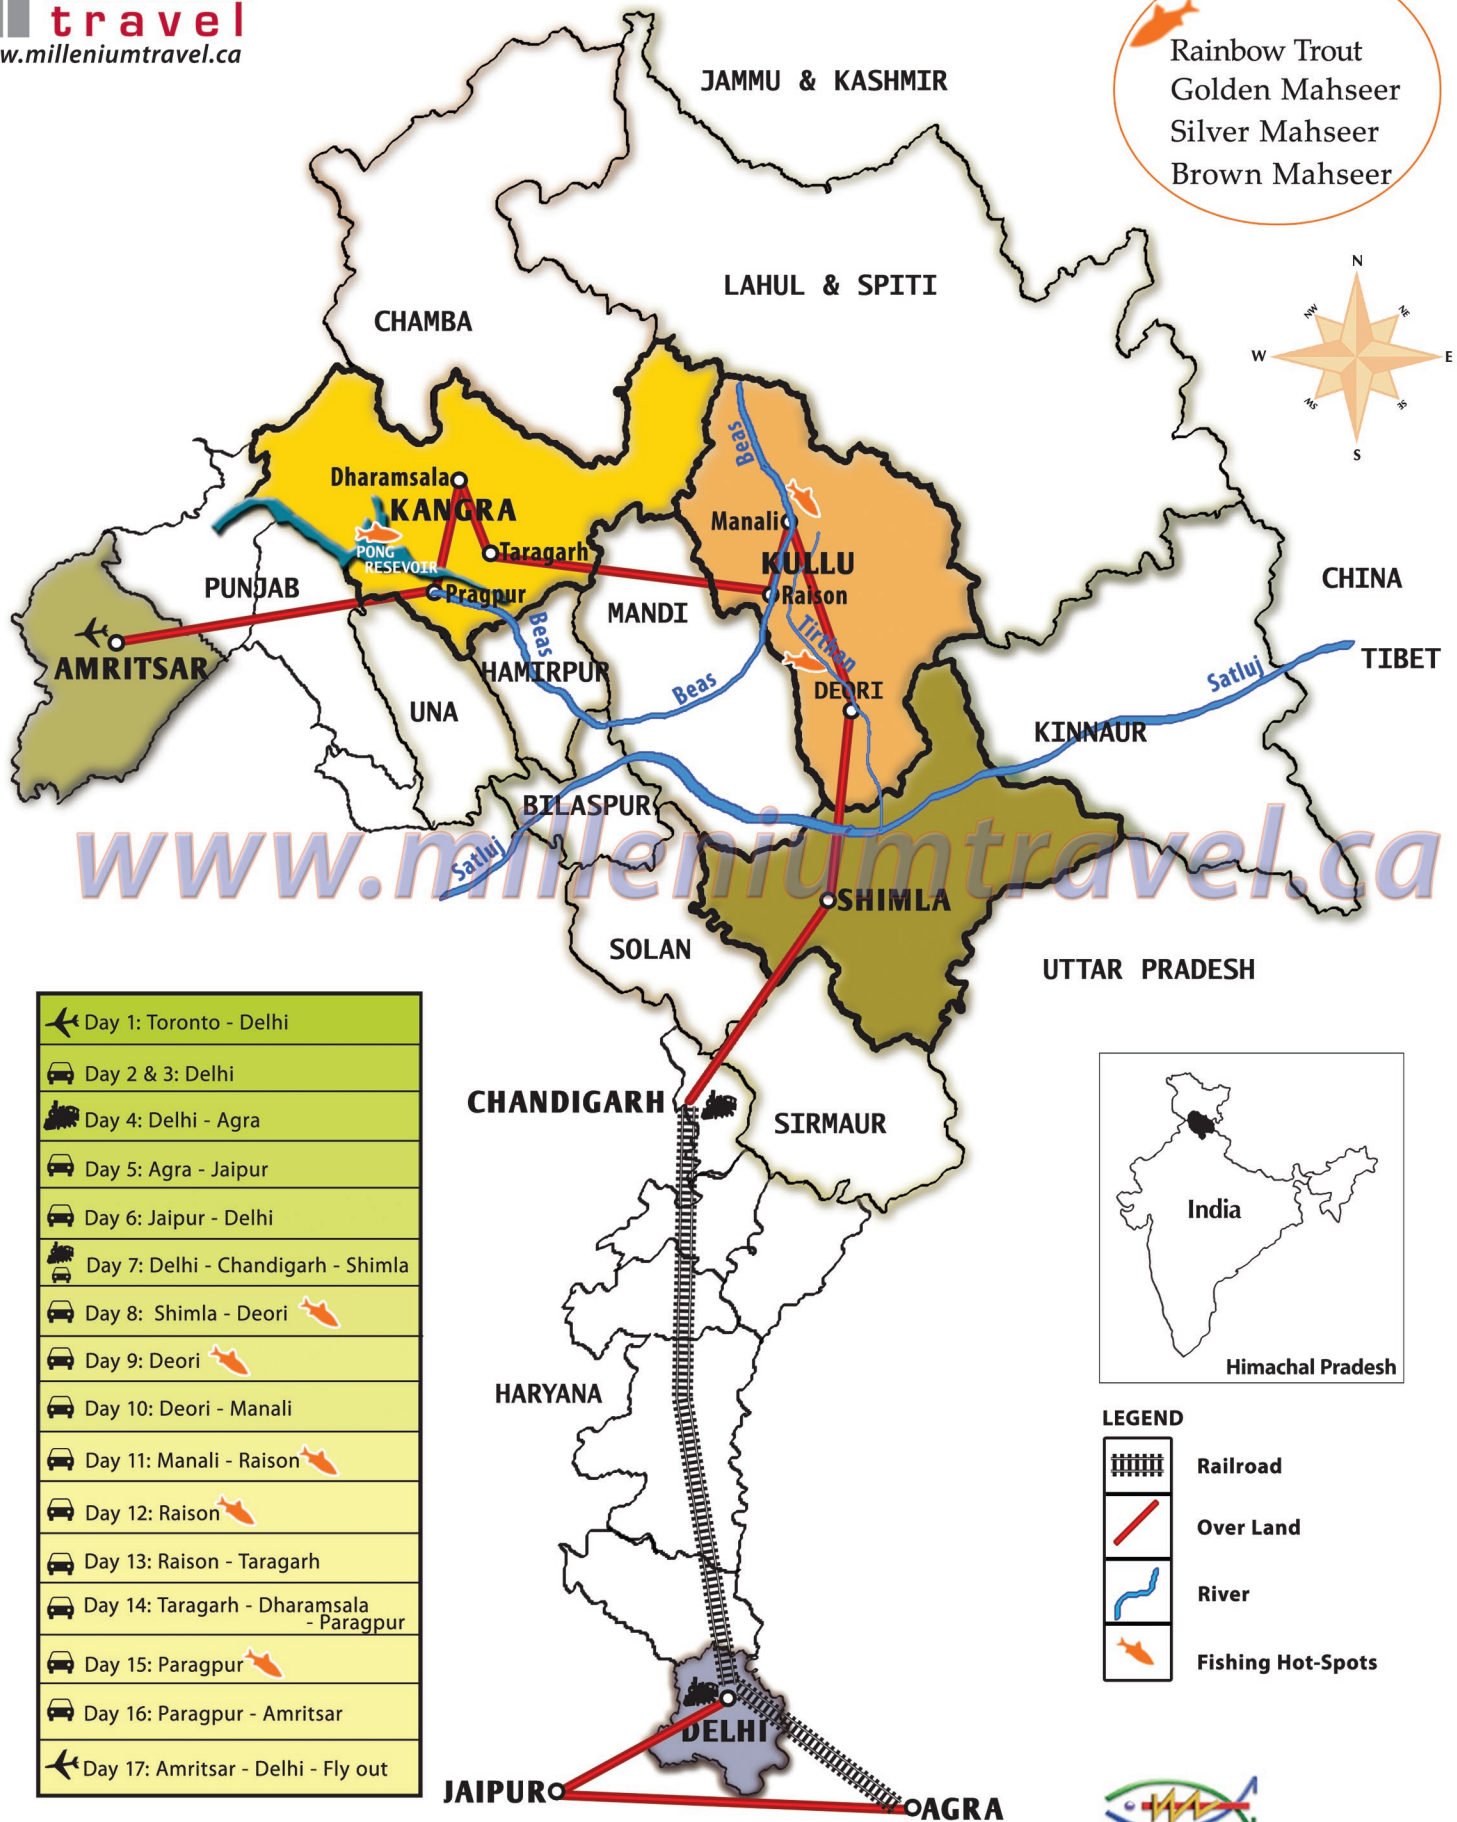 travel
w.milleniumtravel.ca
Rainbow Trout
Golden Mahseer
Silver Mahseer
Brown Mahseer
JAMMU & KASHMIR
LAHUL & SPITI
CHAMBA
N
NE
E
SE
S
SW
W
NW
Dharamsala
KANGRA
PONG
RESEVOIR
Taragarh
Pragpur
Beas
Manali
KULLU
Raison
Tirthan
DEORI
PUNJAB
MANDI
CHINA
TIBET
AMRITSAR
HAMIRPUR
Beas
Beas
Satluj
UNA
KINNAUR
BILASPUR
Satluj
www.milleniumtravel.ca
SHIMLA
SOLAN
UTTAR PRADESH
CHANDIGARH
SIRMAUR
HARYANA
DELHI
JAIPUR
AGRA
Day 1: Toronto - Delhi
Day 2 & 3: Delhi
Day 4: Delhi - Agra
Day 5: Agra - Jaipur
Day 6: Jaipur - Delhi
Day 7: Delhi - Chandigarh - Shimla
Day 8: Shimla - Deori
Day 9: Deori
Day 10: Deori - Manali
Day 11: Manali - Raison
Day 12: Raison
Day 13: Raison - Taragarh
Day 14: Taragarh - Dharamsala
- Paragpur
Day 15: Paragpur
Day 16: Paragpur - Amritsar
Day 17: Amritsar - Delhi - Fly out
India
Himachal Pradesh
LEGEND
Railroad
Over Land
River
Fishing Hot-Spots